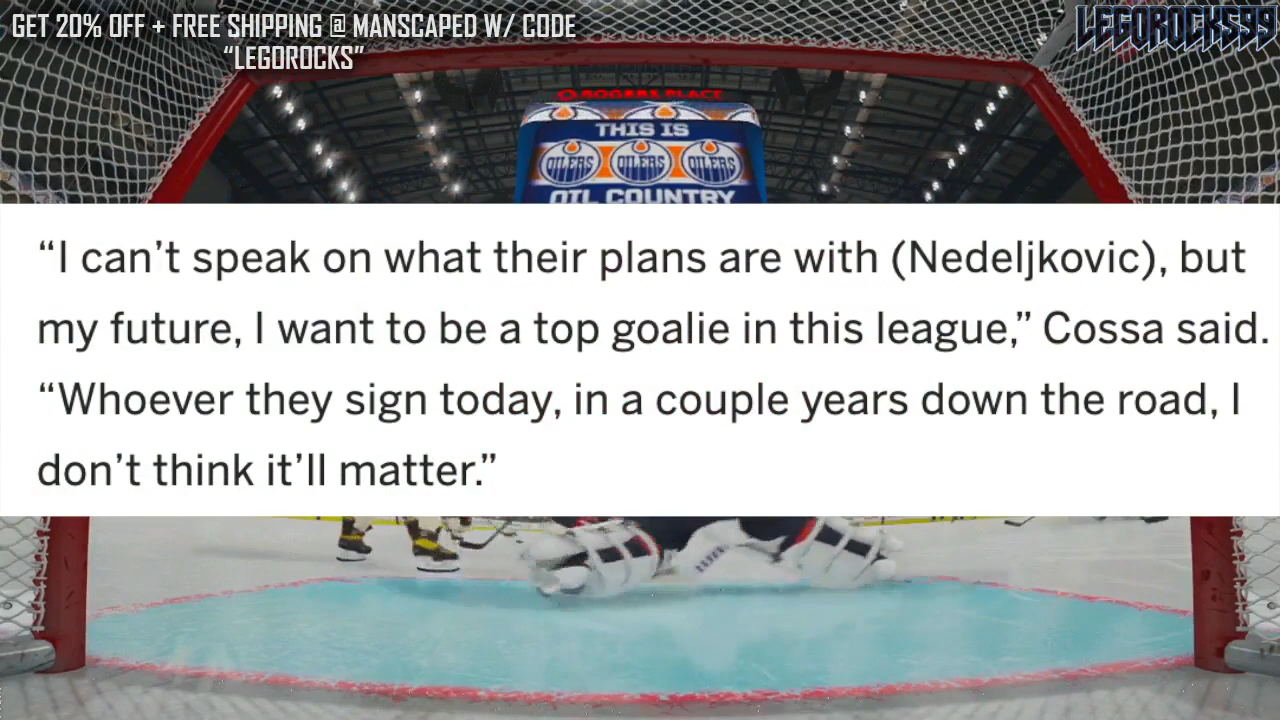 GET 20% OFF + FREE SHIPPING @ MANSCAPED W/ CODE
“LEGOROCKS”
LEGOROCKS99
ROGERS PLACE
THIS IS
OILERS OILERS OILERS
OIL COUNTRY
“I can’t speak on what their plans are with (Nedeljkovic), but
my future, I want to be a top goalie in this league,” Cossa said.
“Whoever they sign today, in a couple years down the road, I
don’t think it’ll matter.”